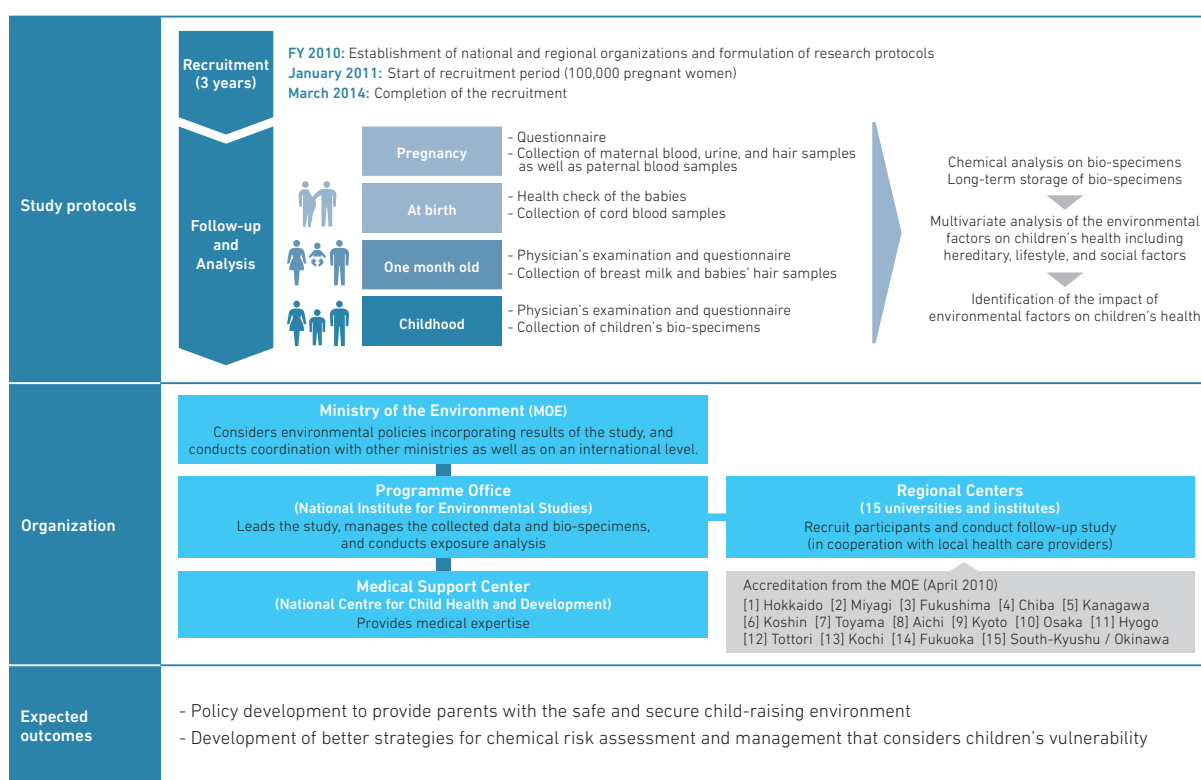 Study protocols
Recruitment
(3 years)
FY 2010: Establishment of national and regional organizations and formulation of research protocols
January 2011: Start of recruitment period (100,000 pregnant women)
March 2014: Completion of the recruitment
Follow-up
and
Analysis
Pregnancy
- Questionnaire
- Collection of maternal blood, urine, and hair samples
as well as paternal blood samples
At birth
- Health check of the babies
- Collection of cord blood samples
One month old
- Physician's examination and questionnaire
- Collection of breast milk and babies' hair samples
Childhood
- Physician's examination and questionnaire
- Collection of children's bio-specimens
Chemical analysis on bio-specimens
Long-term storage of bio-specimens
Multivariate analysis of the environmental
factors on children's health including
hereditary, lifestyle, and social factors
Identification of the impact of
environmental factors on children's health
Organization
Ministry of the Environment (MOE)
Considers environmental policies incorporating results of the study, and
conducts coordination with other ministries as well as on an international level.
Programme Office
(National Institute for Environmental Studies)
Leads the study, manages the collected data and bio-specimens,
and conducts exposure analysis
Medical Support Center
(National Centre for Child Health and Development)
Provides medical expertise
Regional Centers
(15 universities and institutes)
Recruit participants and conduct follow-up study
(in cooperation with local health care providers)
Accreditation from the MOE (April 2010)
[1] Hokkaido [2] Miyagi [3] Fukushima [4] Chiba [5] Kanagawa
[6] Koshin [7] Toyama [8] Aichi [9] Kyoto [10] Osaka [11] Hyogo
[12] Tottori [13] Kochi [14] Fukuoka [15] South-Kyushu / Okinawa
Expected
outcomes
- Policy development to provide parents with the safe and secure child-raising environment
- Development of better strategies for chemical risk assessment and management that considers children's vulnerability